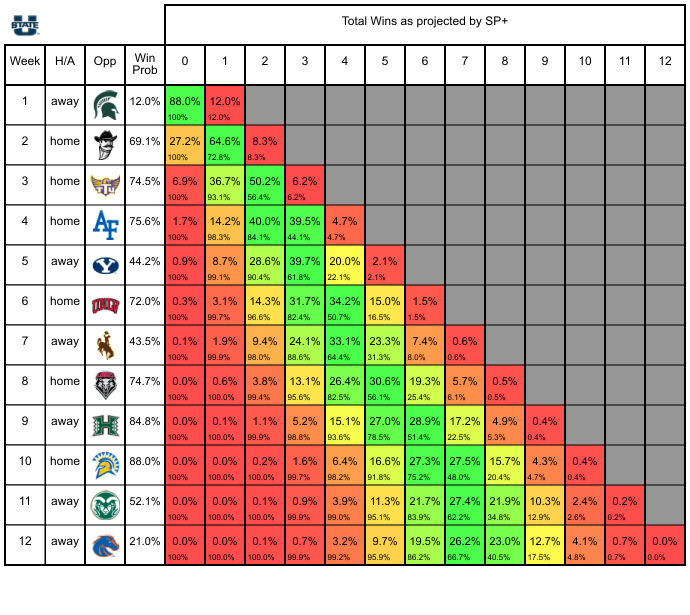 STATE
Total Wins as projected by SP+
Week H/A Opp Win Prob 0 1 2 3 4 5 6 7 8 9 10 11 12
1 away 12.0% 88.0% 12.0%
100% 12.0%
2 home 69.1% 27.2% 64.6% 8.3%
100% 72.8% 8.3%
3 home 74.5% 6.9% 36.7% 50.2% 6.2%
100% 93.1% 56.4% 6.2%
4 home AF 75.6% 1.7% 14.2% 40.0% 39.5% 4.7%
100% 98.3% 84.1% 44.1% 4.7%
5 away Y 44.2% 0.9% 8.7% 28.6% 39.7% 20.0% 2.1%
100% 99.1% 90.4% 61.8% 22.1% 2.1%
6 home UNLV 72.0% 0.3% 3.1% 14.3% 31.7% 34.2% 15.0% 1.5%
100% 99.7% 96.6% 82.4% 50.7% 16.5% 1.5%
7 away 43.5% 0.1% 1.9% 9.4% 24.1% 33.1% 23.3% 7.4% 0.6%
100% 99.9% 98.0% 88.6% 64.4% 31.3% 8.0% 0.6%
8 home 74.7% 0.0% 0.6% 3.8% 13.1% 26.4% 30.6% 19.3% 5.7% 0.5%
100% 100.0% 99.4% 95.6% 82.5% 56.1% 25.4% 6.1% 0.5%
9 away H 84.8% 0.0% 0.1% 1.1% 5.2% 15.1% 27.0% 28.9% 17.2% 4.9% 0.4%
100% 100.0% 99.9% 98.8% 93.6% 78.5% 51.4% 22.5% 5.3% 0.4%
10 home 88.0% 0.0% 0.0% 0.2% 1.6% 6.4% 16.6% 27.3% 27.5% 15.7% 4.3% 0.4%
100% 100.0% 100.0% 99.7% 98.2% 91.8% 75.2% 48.0% 20.4% 4.7% 0.4%
11 away 52.1% 0.0% 0.0% 0.1% 0.9% 3.9% 11.3% 21.7% 27.4% 21.9% 10.3% 2.4% 0.2%
100% 100.0% 100.0% 99.9% 99.0% 95.1% 83.9% 62.2% 34.8% 12.9% 2.6% 0.2%
12 away 21.0% 0.0% 0.0% 0.1% 0.7% 3.2% 9.7% 19.5% 26.2% 23.0% 12.7% 4.1% 0.7% 0.0%
100% 100.0% 100.0% 99.9% 99.2% 95.9% 86.2% 66.7% 40.5% 17.5% 4.8% 0.7% 0.0%